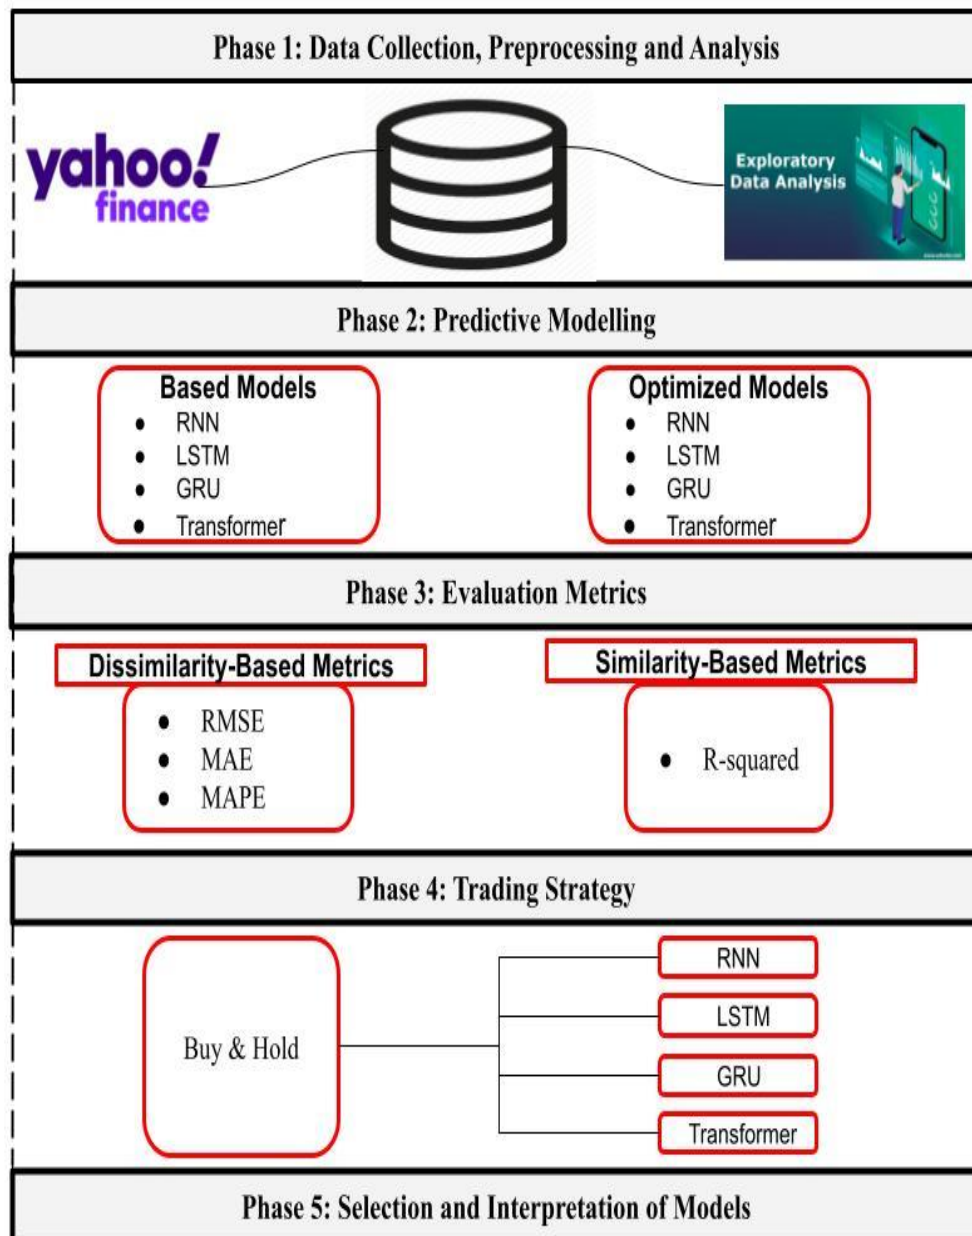 Phase 1: Data Collection, Preprocessing and Analysis
yahoo!
finance
Exploratory
Data Analysis
Phase 2: Predictive Modelling
Based Models
● RNN
● LSTM
● GRU
● Transformer
Optimized Models
● RNN
● LSTM
● GRU
● Transformer
Phase 3: Evaluation Metrics
Dissimilarity-Based Metrics
● RMSE
● MAE
● MAPE
Similarity-Based Metrics
● R-squared
Phase 4: Trading Strategy
Buy & Hold
RNN
LSTM
GRU
Transformer
Phase 5: Selection and Interpretation of Models